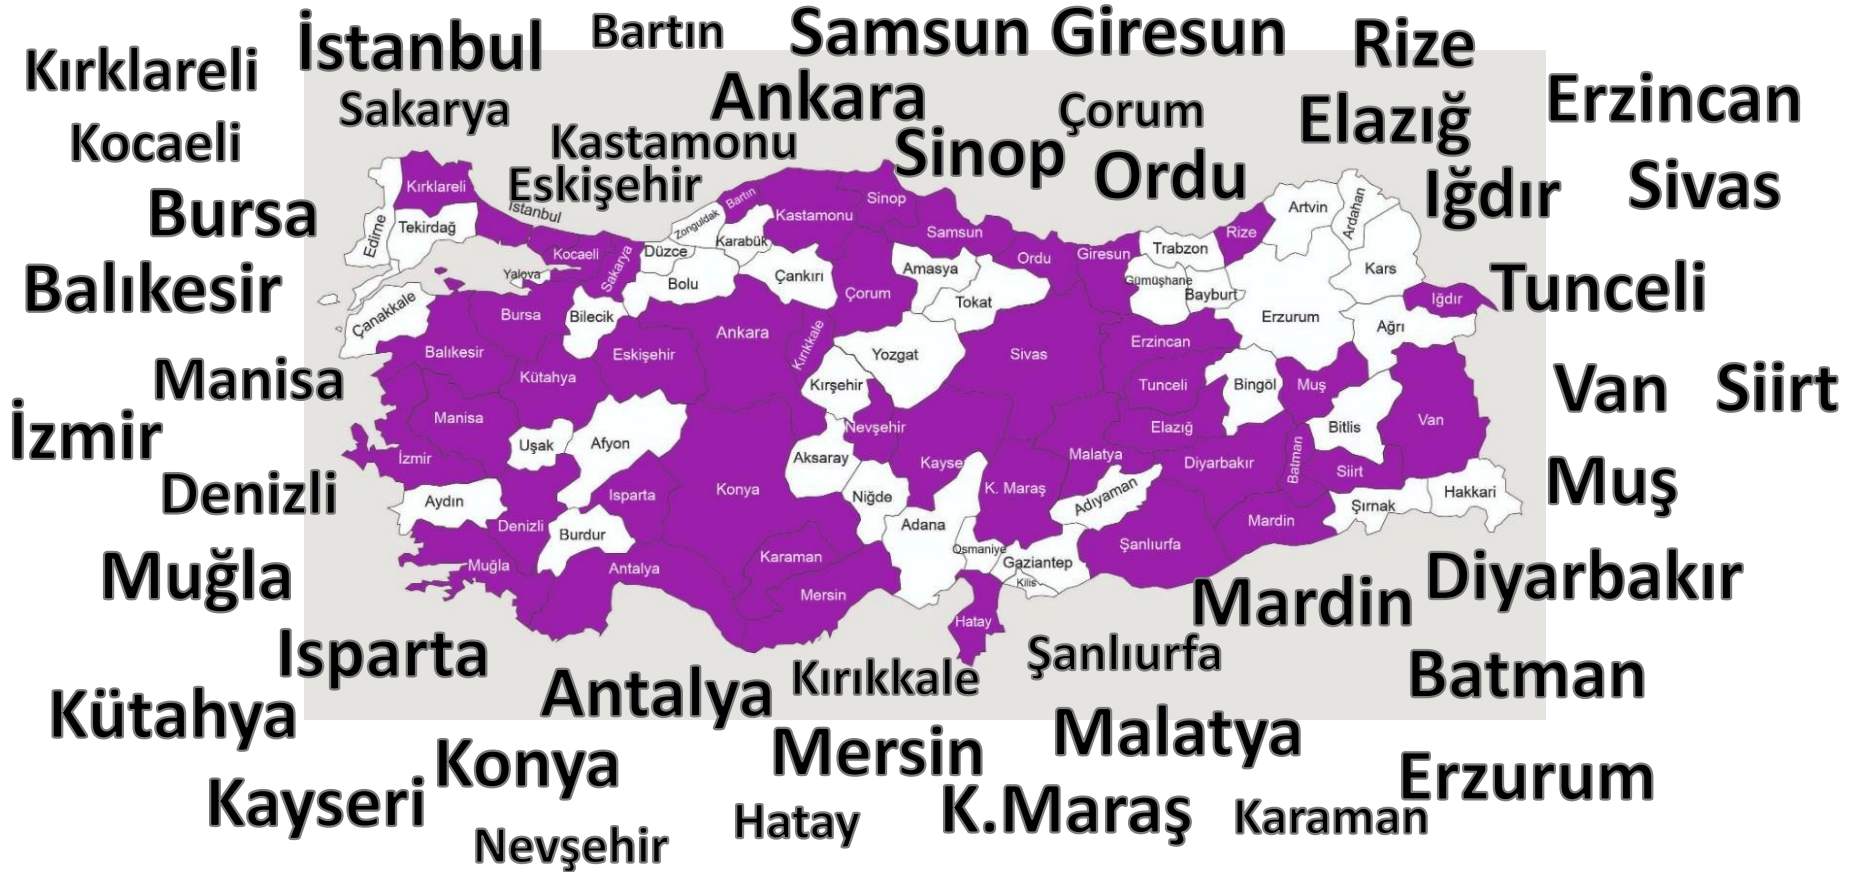 İstanbul
Bartın
Samsun
Giresun
Rize
Kırklareli
Sakarya
Ankara
Çorum
Elazığ
Erzincan
Kocaeli
Kastamonu
Sinop
Ordu
Iğdır
Sivas
Bursa
Eskişehir
Balıkesir
Tunceli
Manisa
Van
Siirt
İzmir
Denizli
Muş
Muğla
Diyarbakır
Mardin
Isparta
Antalya
Kırıkkale
Şanlıurfa
Batman
Kütahya
Konya
Mersin
Malatya
Erzurum
Kayseri
Nevşehir
Hatay
K.Maraş
Karaman
Kırklareli
Edirne
Tekirdağ
İstanbul
Kocaeli
Sakarya
Yalova
Düzce
Zonguldak
Bartın
Karabük
Bolu
Kastamonu
Sinop
Çankırı
Samsun
Amasya
Çorum
Tokat
Ordu
Giresun
Trabzon
Gümüşhane
Bayburt
Rize
Artvin
Ardahan
Kars
Iğdır
Ağrı
Erzurum
Çanakkale
Balıkesir
Bursa
Bilecik
Eskişehir
Kütahya
Ankara
Kırıkkale
Kırşehir
Yozgat
Sivas
Erzincan
Tunceli
Bingöl
Muş
Bitlis
Van
Manisa
İzmir
Uşak
Afyon
Aydın
Denizli
Isparta
Burdur
Muğla
Antalya
Konya
Aksaray
Nevşehir
Niğde
Kayse
K. Maraş
Malatya
Elazığ
Adıyaman
Diyarbakır
Batman
Siirt
Şırnak
Hakkari
Mardin
Şanlıurfa
Gaziantep
Kilis
Osmaniye
Adana
Hatay
Karaman
Mersin